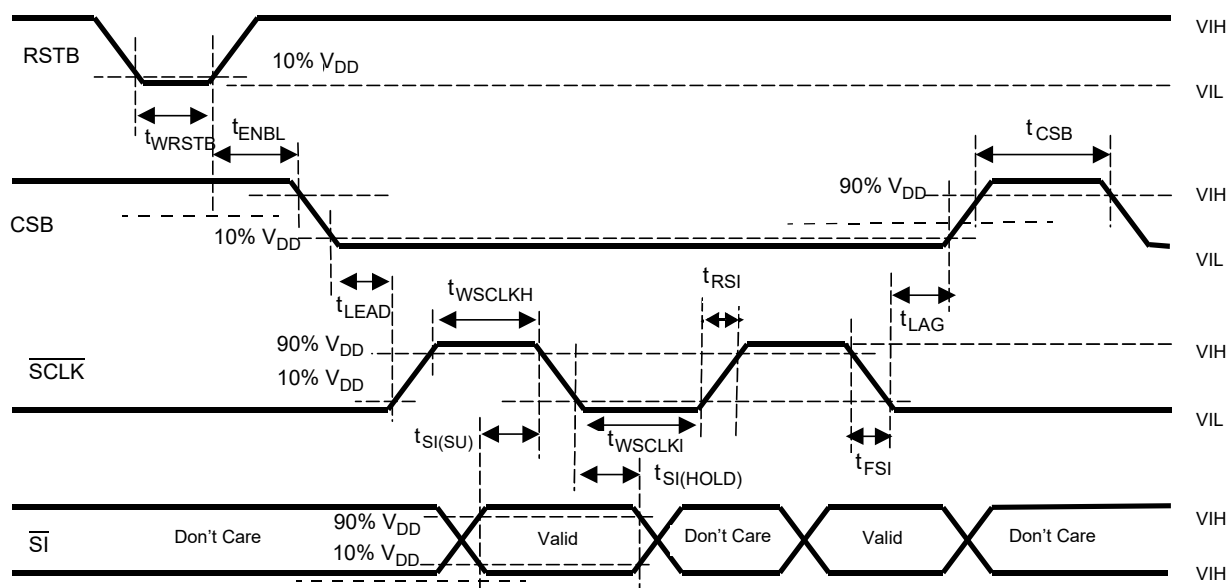 VIH
RSTB
10% VDD
VIL
tWRSTB
tENBL
tCSB
90% VDD
VIH
CSB
10% VDD
VIL
tLEAD
tWSCLKH
tRSI
tLAG
90% VDD
VIH
SCLK
10% VDD
VIL
tSI(SU)
tWSCLKl
tFSI
tSI(HOLD)
VIH
90% VDD
SI
Don't Care
Valid
Don't Care
Valid
Don't Care
10% VDD
VIH